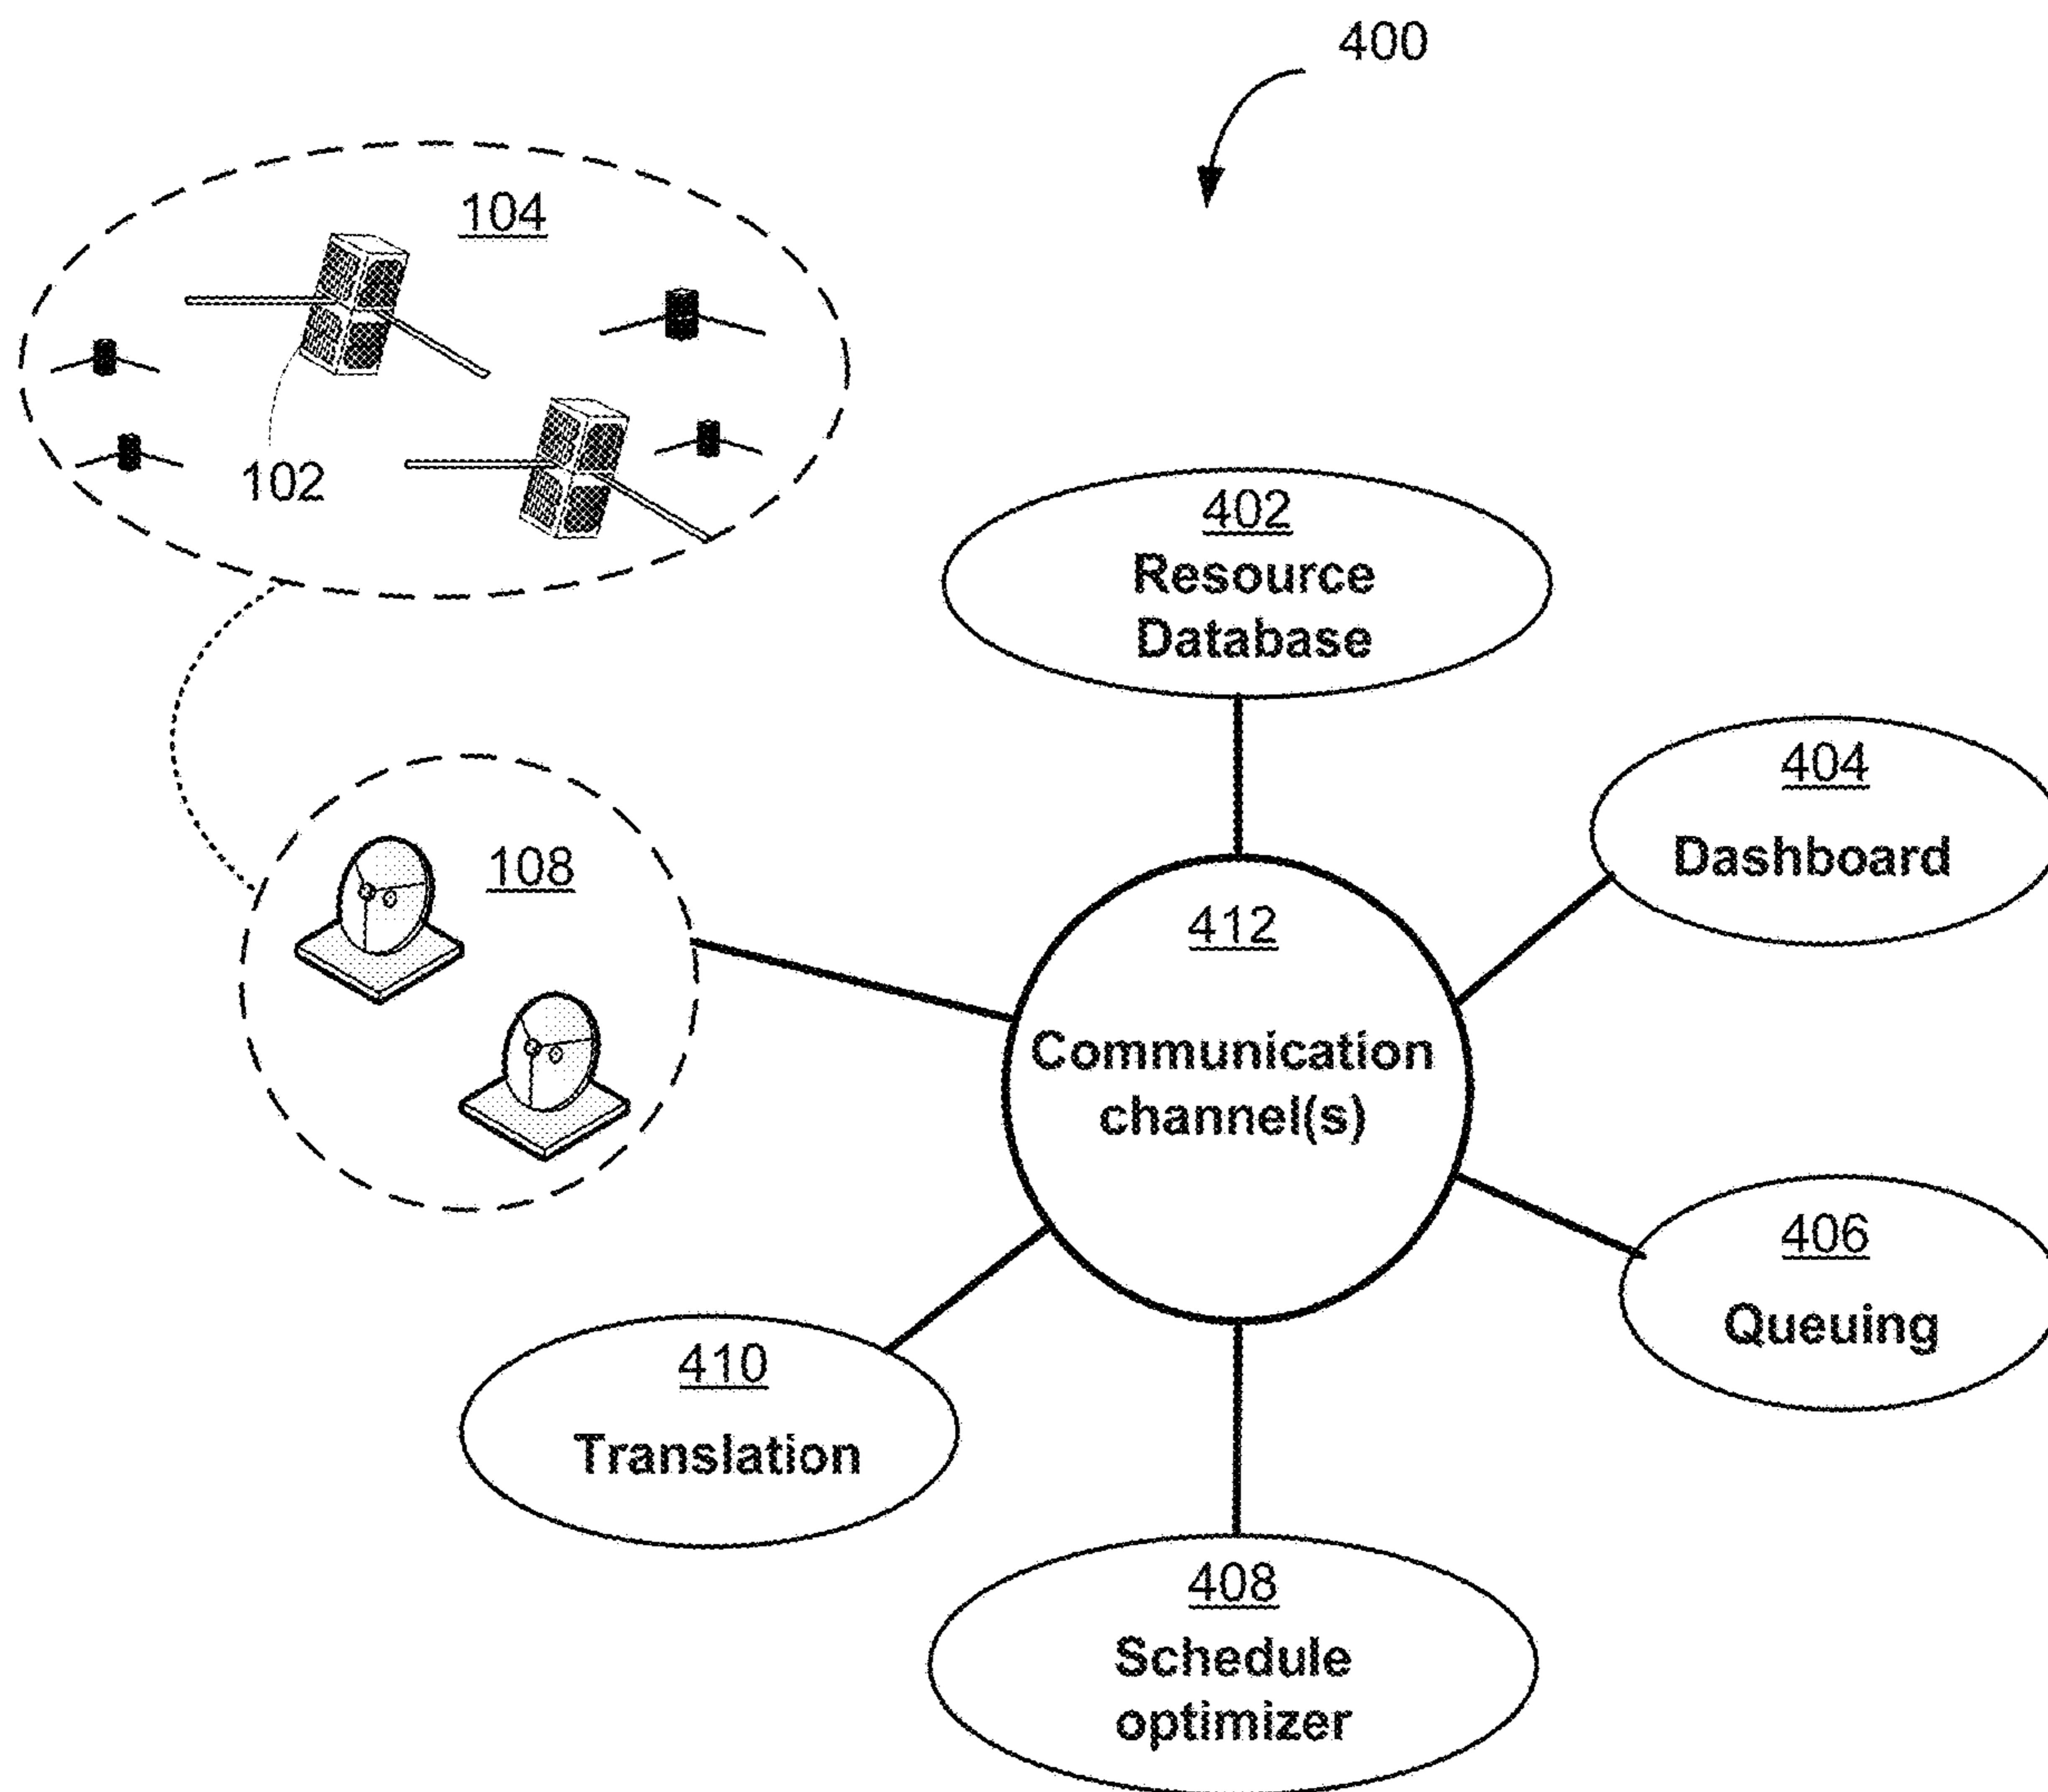 400
104
102
402
Resource
Database
404
Dashboard
108
412
Communication
channel(s)
406
Queuing
410
Translation
408
Schedule
optimizer